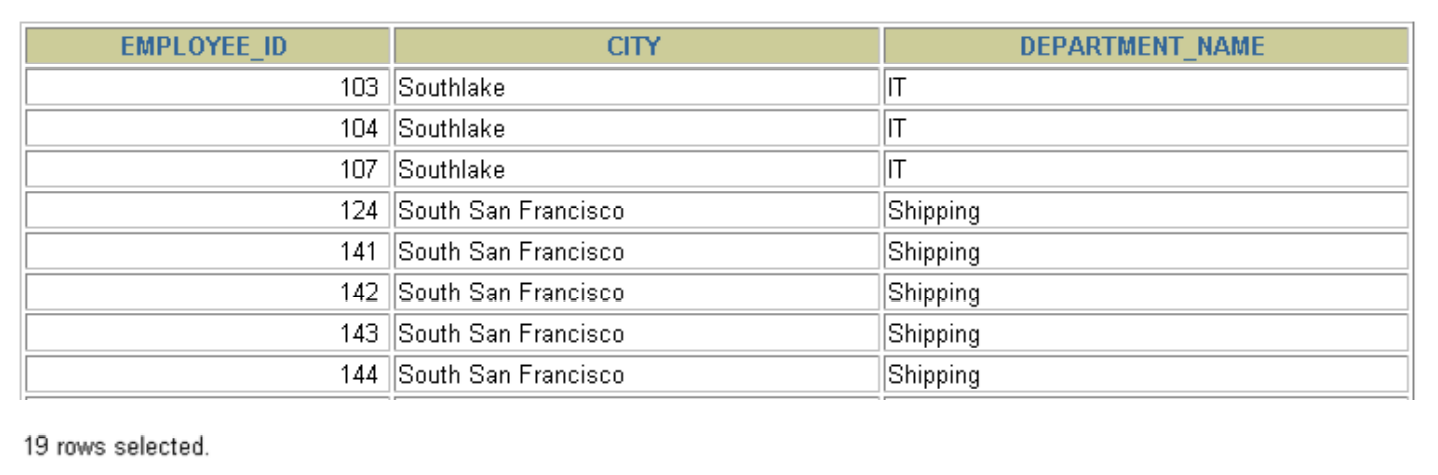 EMPLOYEE_ID CITY DEPARTMENT_NAME
103 Southlake IT
104 Southlake IT
107 Southlake IT
124 South San Francisco Shipping
141 South San Francisco Shipping
142 South San Francisco Shipping
143 South San Francisco Shipping
144 South San Francisco Shipping
19 rows selected.